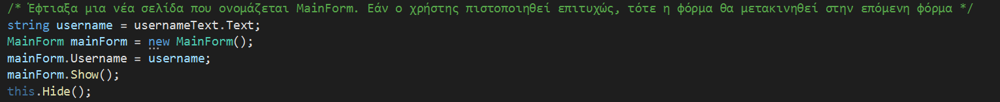 /* Έφτιαξα μια νέα σελίδα που ονομάζεται MainForm. Εάν ο χρήστης πιστοποιηθεί επιτυχώς, τότε η φόρμα θα μετακινηθεί στην επόμενη φόρμα */
string username = usernameText.Text;
MainForm mainForm = new MainForm();
mainForm.Username = username;
mainForm.Show();
this.Hide();